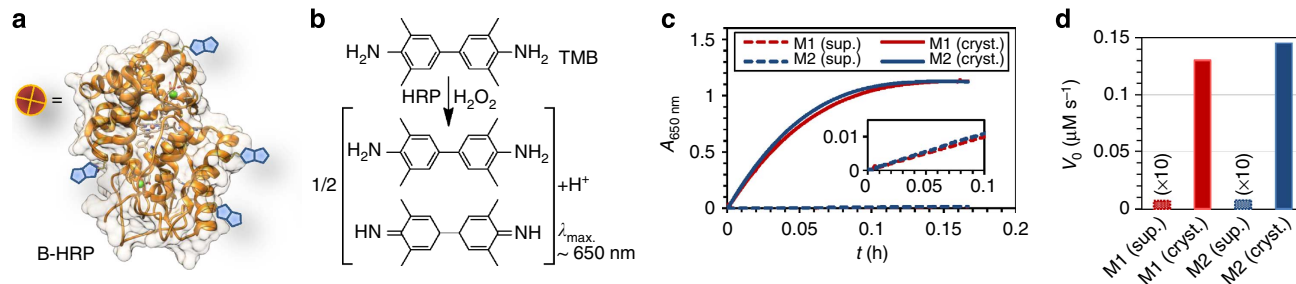 a
=
B-HRP
b
H₂N
NH₂
TMB
HRP
H₂O₂
1/2
H₂N
NH₂
+H⁺
HN
NH
λmax.
~ 650 nm
c
M1 (sup.)
M1 (cryst.)
M2 (sup.)
M2 (cryst.)
A650 nm
1.5
1
0.5
0
0
0.05
0.1
0.15
0.2
t (h)
0.01
0
0
0.05
0.1
d
V₀ (μM s⁻¹)
0.15
0.1
0.05
0
(×10)
(×10)
M1 (sup.)
M1 (cryst.)
M2 (sup.)
M2 (cryst.)